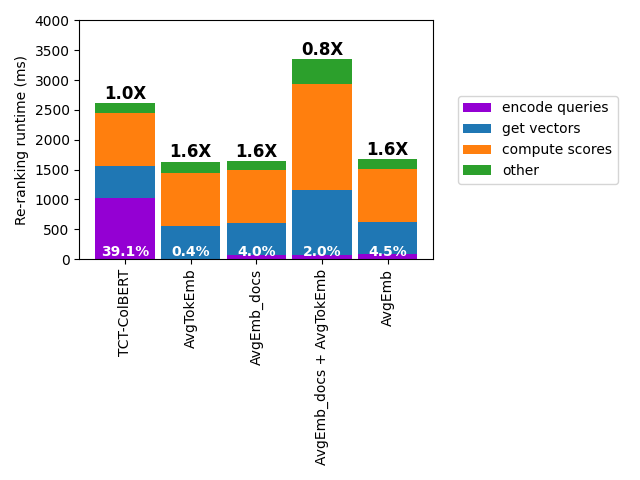 4000
3500
3000
2500
2000
1500
1000
500
0
Re-ranking runtime (ms)
1.0X
1.6X
1.6X
0.8X
1.6X
39.1%
0.4%
4.0%
2.0%
4.5%
TCT-ColBERT
AvgTokEmb
AvgEmb_docs
AvgEmb_docs + AvgTokEmb
AvgEmb
encode queries
get vectors
compute scores
other